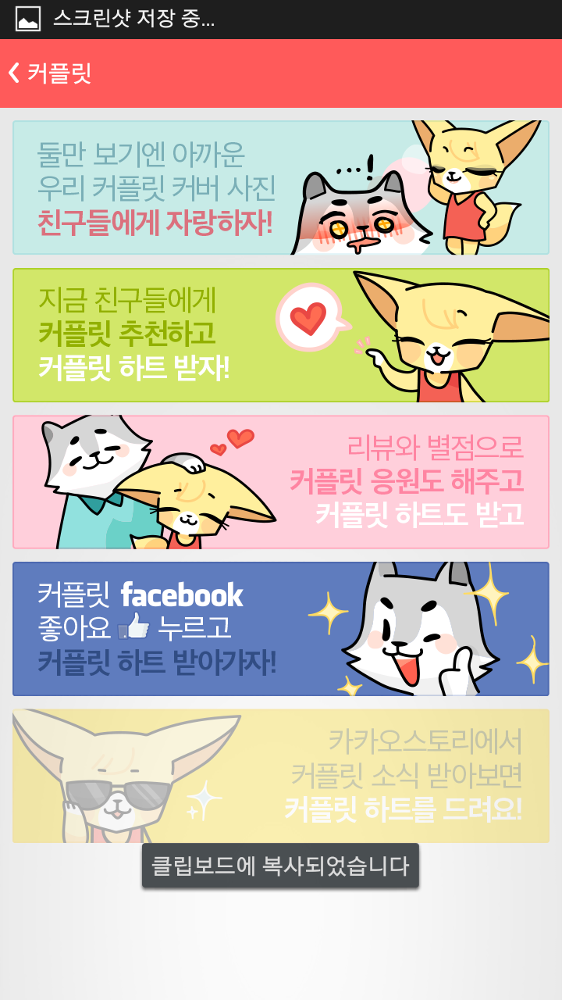 스크린샷 저장 중...
커플릿
둘만 보기엔 아까운
우리 커플릿 커버 사진
친구들에게 자랑하자!
...!
지금 친구들에게
커플릿 추천하고
커플릿 하트 받자!
리뷰와 별점으로
커플릿 응원도 해주고
커플릿 하트도 받고
커플릿 facebook
좋아요 누르고
커플릿 하트 받아가자!
카카오스토리에서
커플릿 소식 받아보면
커플릿 하트를 드려요!
클립보드에 복사되었습니다